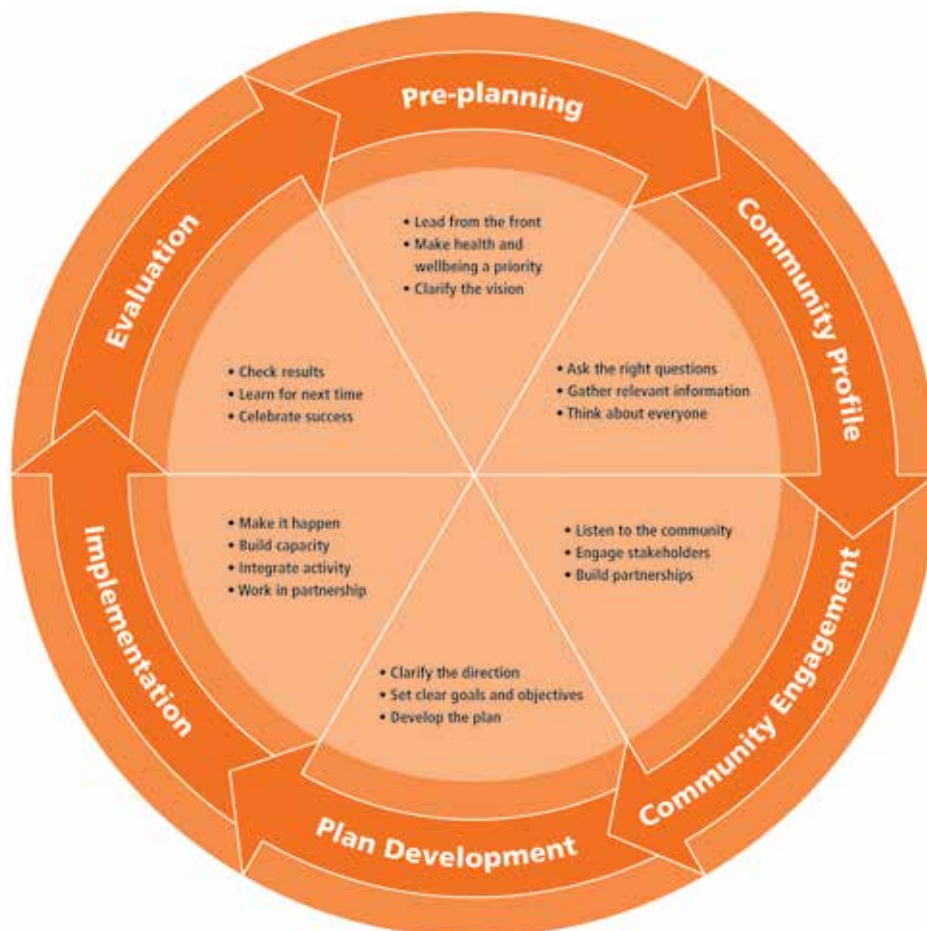 Pre-planning
• Lead from the front
• Make health and
wellbeing a priority
• Clarify the vision
Community Profile
• Ask the right questions
• Gather relevant information
• Think about everyone
Community Engagement
• Listen to the community
• Engage stakeholders
• Build partnerships
Plan Development
• Clarify the direction
• Set clear goals and objectives
• Develop the plan
Implementation
• Make it happen
• Build capacity
• Integrate activity
• Work in partnership
Evaluation
• Check results
• Learn for next time
• Celebrate success